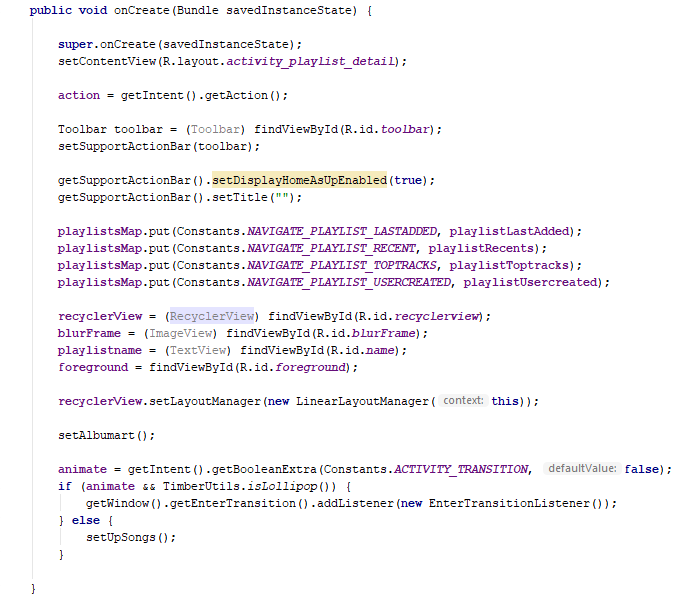 public void onCreate(Bundle savedInstanceState) {
super.onCreate(savedInstanceState);
setContentView(R.layout.activity_playlist_detail);
action = getIntent().getAction();
Toolbar toolbar = (Toolbar) findViewById(R.id.toolbar);
setSupportActionBar(toolbar);
getSupportActionBar().setDisplayHomeAsUpEnabled(true);
getSupportActionBar().setTitle("");
playlistsMap.put(Constants.NAVIGATE_PLAYLIST_LASTADDED, playlistLastAdded);
playlistsMap.put(Constants.NAVIGATE_PLAYLIST_RECENT, playlistRecents);
playlistsMap.put(Constants.NAVIGATE_PLAYLIST_TOPTRACKS, playlistToptracks);
playlistsMap.put(Constants.NAVIGATE_PLAYLIST_USERCREATED, playlistUsercreated);
recyclerView = (RecyclerView) findViewById(R.id.recyclerview);
blurFrame = (ImageView) findViewById(R.id.blurFrame);
playlistname = (TextView) findViewById(R.id.name);
foreground = findViewById(R.id.foreground);
recyclerView.setLayoutManager(new LinearLayoutManager( context: this));
setAlbumart();
animate = getIntent().getBooleanExtra(Constants.ACTIVITY_TRANSITION, defaultValue: false);
if (animate && TimberUtils.isLollipop()) {
getWindow().getEnterTransition().addListener(new EnterTransitionListener());
} else {
setUpSongs();
}
}